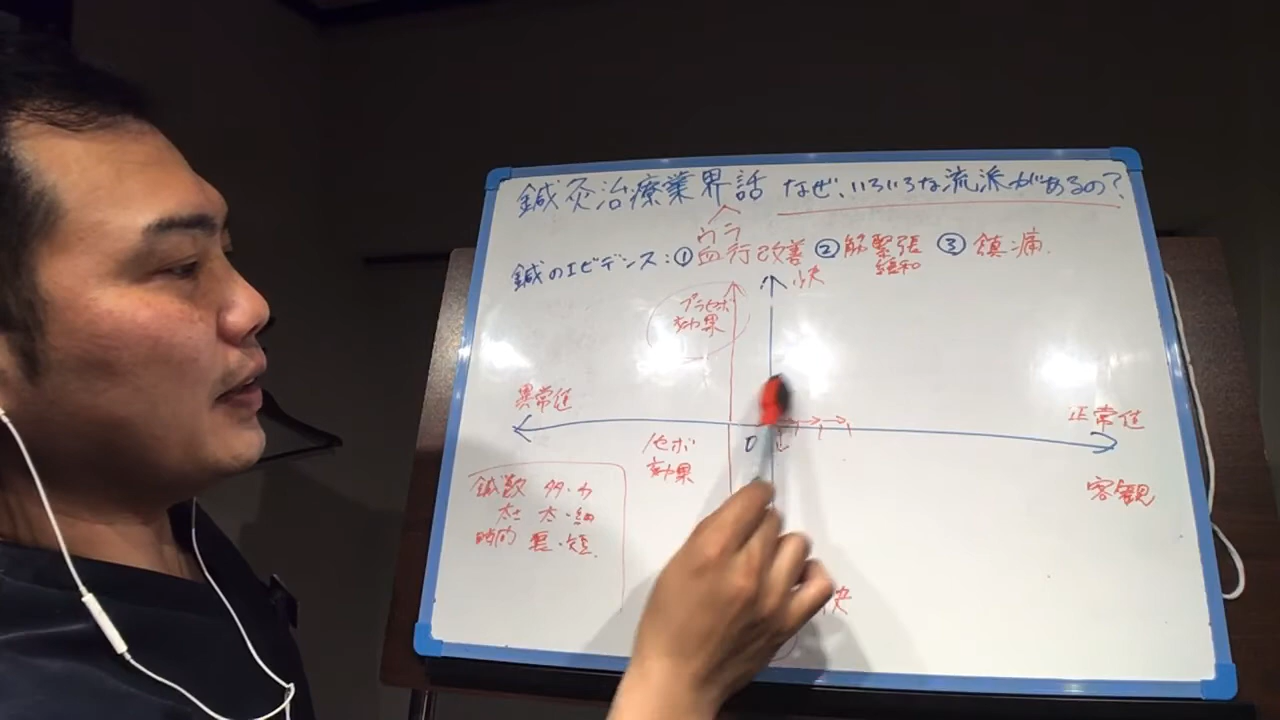 鍼灸治療業界話 なぜ、いろいろな流派があるの?
ウラ
鍼のエビデンス:①血行改善 ②筋緊張 ③鎮痛
緩和
快
プラセボ
効果
異常値
正常値
0
ノセボ
効果
客観
鍼数 多・少
太さ 太・細
時間 長・短
快